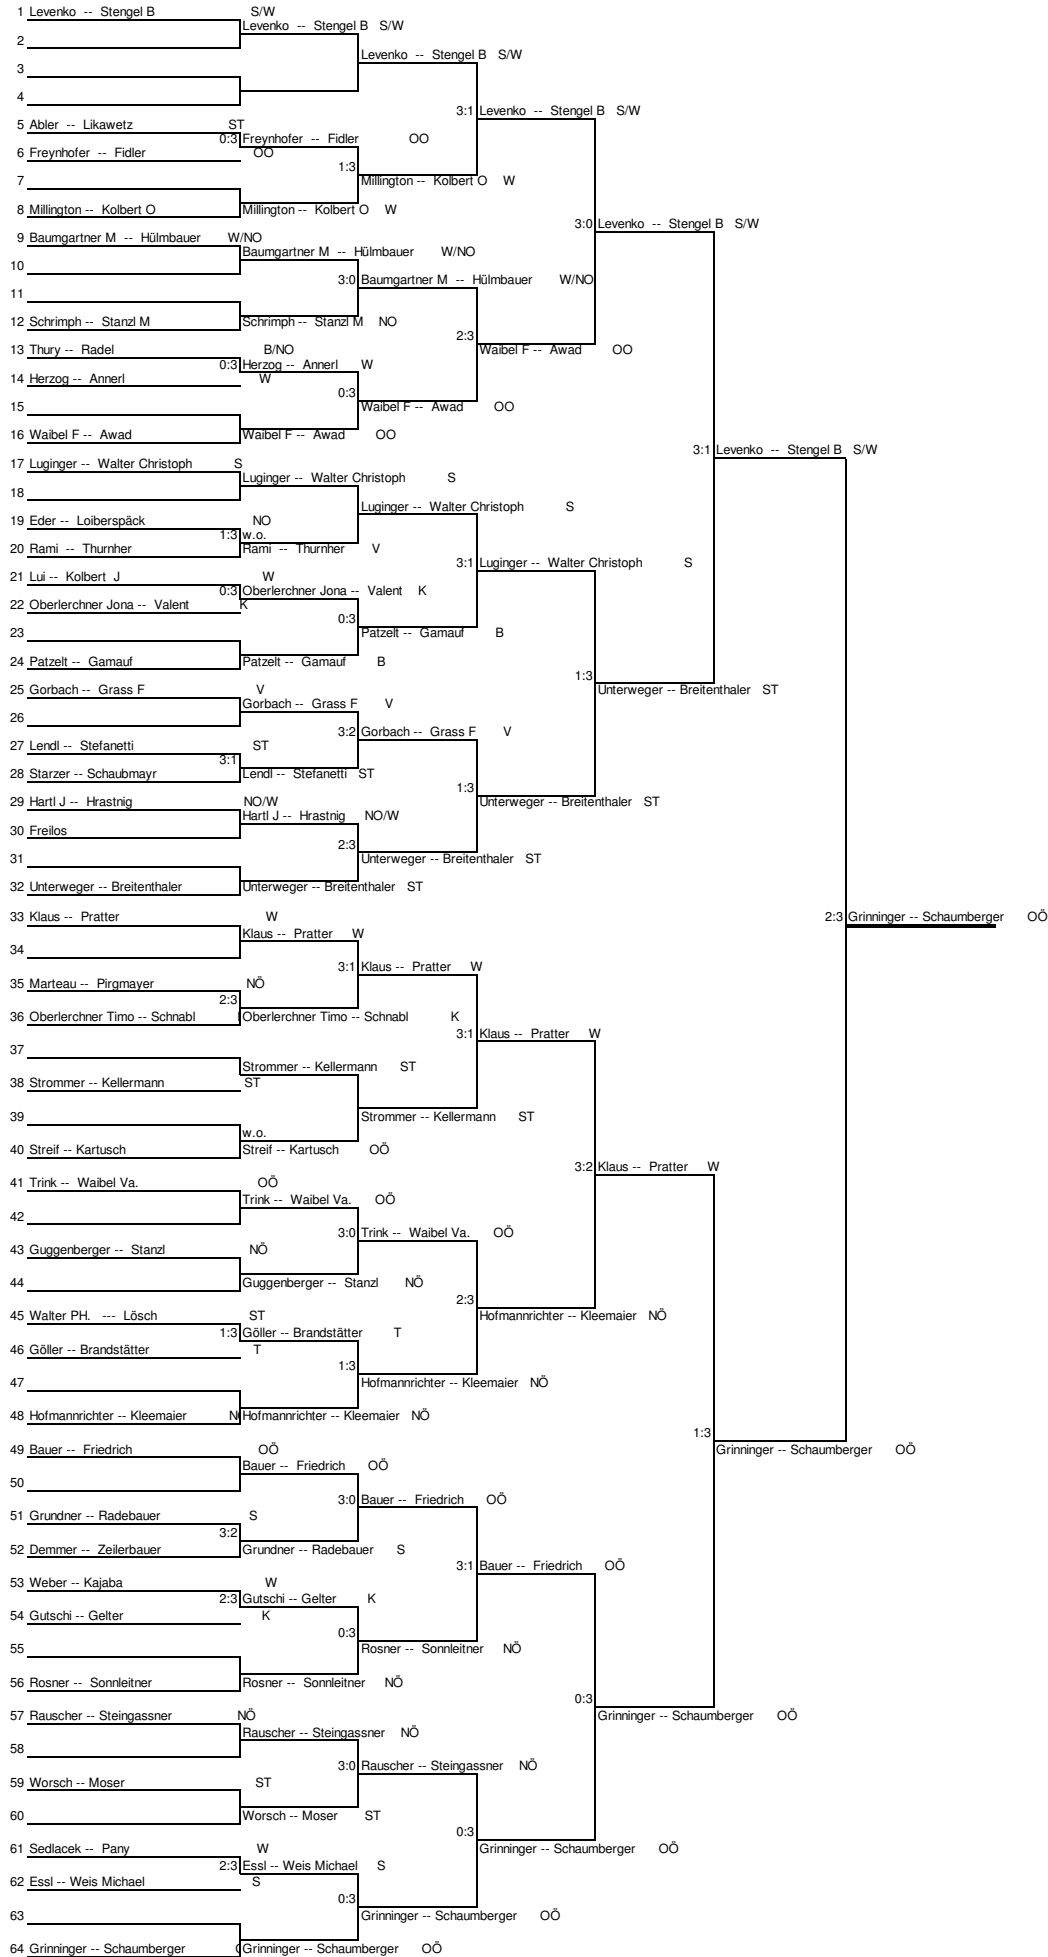 1 Levenko -- Stengel B S/W
Levenko -- Stengel B S/W
2
Levenko -- Stengel B S/W
3
4
3:1 Levenko -- Stengel B S/W
5 Abler -- Likawetz ST
0:3 Freynhofer -- Fidler OO
6 Freynhofer -- Fidler OO
1:3
7
Millington -- Kolbert O W
8 Millington -- Kolbert O Millington -- Kolbert O W
3:0 Levenko -- Stengel B S/W
9 Baumgartner M -- Hülmbauer W/NO
Baumgartner M -- Hülmbauer W/NO
10
3:0 Baumgartner M -- Hülmbauer W/NO
11
12 Schrimph -- Stanzl M Schrimph -- Stanzl M NO
2:3
13 Thury -- Radel B/NO
Waibel F -- Awad OO
0:3 Herzog -- Annerl W
14 Herzog -- Annerl W
0:3
15
Waibel F -- Awad OO
16 Waibel F -- Awad Waibel F -- Awad OO
3:1 Levenko -- Stengel B S/W
17 Luginger -- Walter Christoph S
Luginger -- Walter Christoph S
18
Luginger -- Walter Christoph S
19 Eder -- Loiberspäck NO
1:3 w.o.
20 Rami -- Thurnher Rami -- Thurnher V
3:1 Luginger -- Walter Christoph S
21 Lui -- Kolbert J W
0:3 Oberlerchner Jona -- Valent K
22 Oberlerchner Jona -- Valent K
0:3
23
Patzelt -- Gamauf B
24 Patzelt -- Gamauf Patzelt -- Gamauf B
1:3
25 Gorbach -- Grass F V
Unterweger -- Breitenthaler ST
Gorbach -- Grass F V
26
3:2 Gorbach -- Grass F V
27 Lendl -- Stefanetti ST
3:1
28 Starzer -- Schaubmayr Lendl -- Stefanetti ST
1:3
29 Hartl J -- Hrastnig NO/W
Unterweger -- Breitenthaler ST
Hartl J -- Hrastnig NO/W
30 Freilos
2:3
31
Unterweger -- Breitenthaler ST
32 Unterweger -- Breitenthaler Unterweger -- Breitenthaler ST
33 Klaus -- Pratter W
2:3 Grinninger -- Schaumberger OÖ
Klaus -- Pratter W
34
3:1 Klaus -- Pratter W
35 Marteau -- Pirgmayer NÖ
2:3
36 Oberlerchner Timo -- Schnabl Oberlerchner Timo -- Schnabl K
3:1 Klaus -- Pratter W
37
Strommer -- Kellermann ST
38 Strommer -- Kellermann ST
39
Strommer -- Kellermann ST
w.o.
40 Streif -- Kartusch Streif -- Kartusch OÖ
3:2 Klaus -- Pratter W
41 Trink -- Waibel Va. OÖ
Trink -- Waibel Va. OÖ
42
3:0 Trink -- Waibel Va. OÖ
43 Guggenberger -- Stanzl NÖ
44
Guggenberger -- Stanzl NÖ
2:3
45 Walter PH. --- Lösch ST
Hofmannrichter -- Kleemaier NÖ
1:3 Göller -- Brandstätter T
46 Göller -- Brandstätter T
1:3
47
Hofmannrichter -- Kleemaier NÖ
48 Hofmannrichter -- Kleemaier N Hofmannrichter -- Kleemaier NÖ
1:3
49 Bauer -- Friedrich OÖ
Grinninger -- Schaumberger OÖ
Bauer -- Friedrich OÖ
50
3:0 Bauer -- Friedrich OÖ
51 Grundner -- Radebauer S
3:2
52 Demmer -- Zeilerbauer Grundner -- Radebauer S
3:1 Bauer -- Friedrich OÖ
53 Weber -- Kajaba W
2:3 Gutschi -- Gelter K
54 Gutschi -- Gelter K
0:3
55
Rosner -- Sonnleitner NÖ
56 Rosner -- Sonnleitner Rosner -- Sonnleitner NÖ
0:3
57 Rauscher -- Steingassner NÖ
Grinninger -- Schaumberger OÖ
Rauscher -- Steingassner NÖ
58
3:0 Rauscher -- Steingassner NÖ
59 Worsch -- Moser ST
60
Worsch -- Moser ST
0:3
61 Sedlacek -- Pany W
Grinninger -- Schaumberger OÖ
2:3 Essl -- Weis Michael S
62 Essl -- Weis Michael S
0:3
63
Grinninger -- Schaumberger OÖ
64 Grinninger -- Schaumberger Grinninger -- Schaumberger OÖ